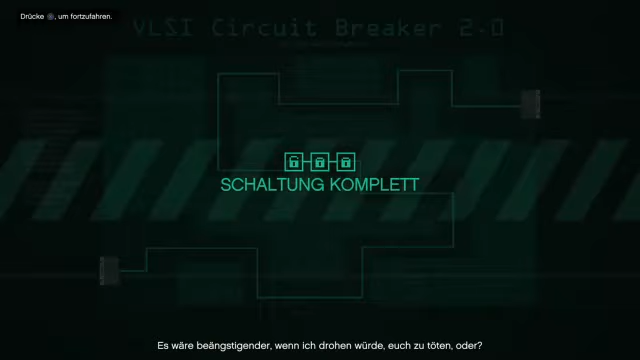 Drücke , um fortzufahren.
VLSI Circuit Breaker 2.0
SCHALTUNG KOMPLETT
Es wäre beängstigender, wenn ich drohen würde, euch zu töten, oder?